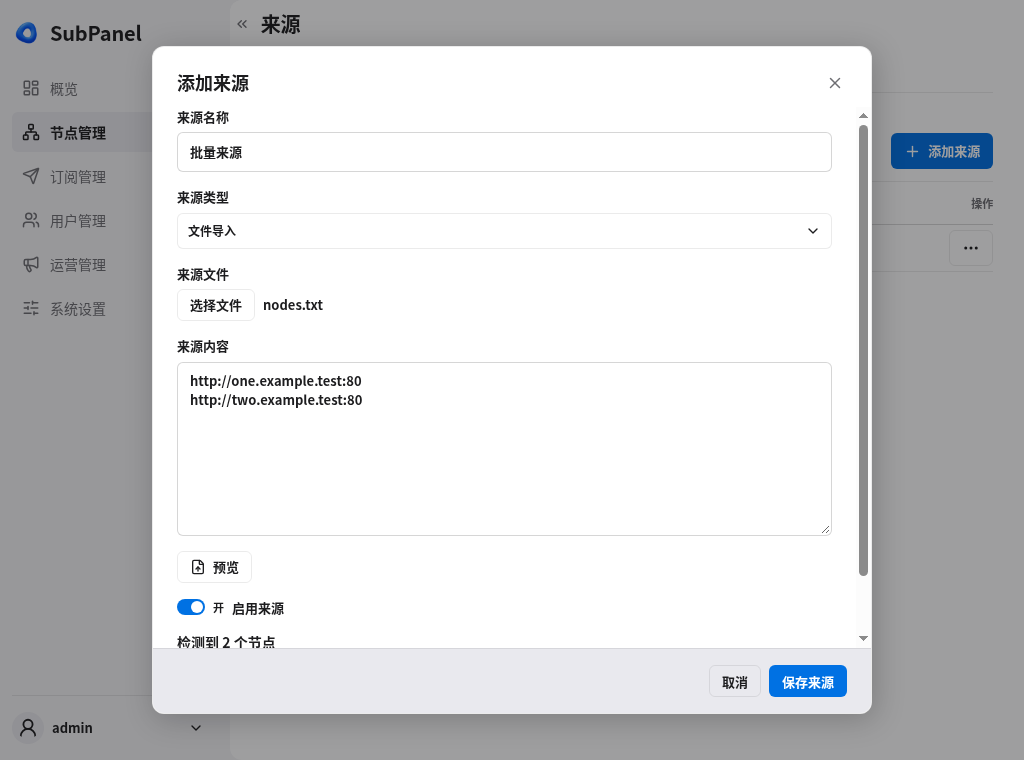 SubPanel
来源
概览
节点管理
订阅管理
用户管理
运营管理
系统设置
添加来源
操作
添加来源
来源名称
批量来源
来源类型
文件导入
来源文件
选择文件 nodes.txt
来源内容
http://one.example.test:80
http://two.example.test:80
预览
开 启用来源
检测到 2 个节点
取消
保存来源
admin